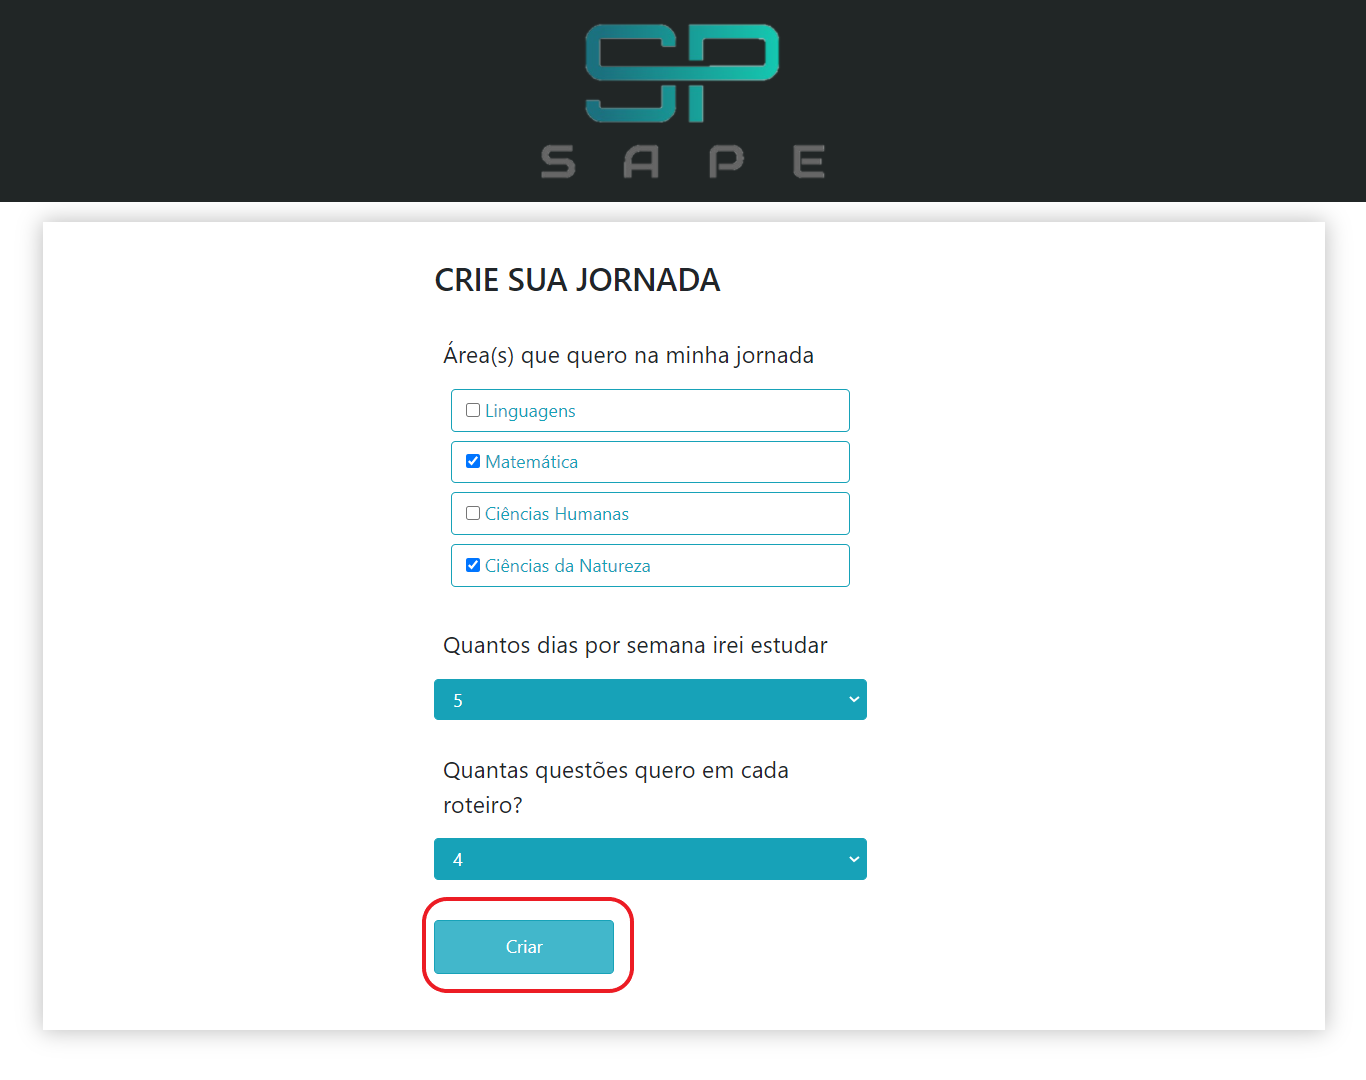 SP
SAPE
CRIE SUA JORNADA
Área(s) que quero na minha jornada
Linguagens
Matemática
Ciências Humanas
Ciências da Natureza
Quantos dias por semana irei estudar
5
Quantas questões quero em cada
roteiro?
4
Criar